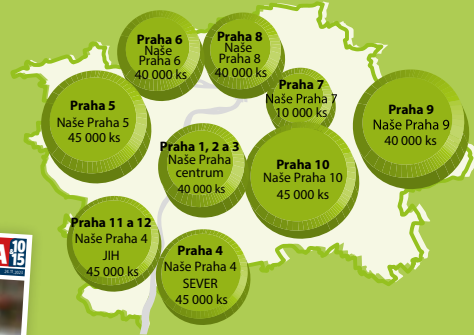 Praha 6
Naše
Praha 6
40 000 ks
Praha 8
Naše
Praha 8
40 000 ks
Praha 7
Naše Praha 7
10 000 ks
Praha 5
Naše Praha 5
45 000 ks
Praha 9
Naše Praha 9
40 000 ks
Praha 1, 2 a 3
Naše Praha
centrum
40 000 ks
Praha 10
Naše Praha 10
45 000 ks
Praha 11 a 12
Naše Praha 4
JIH
45 000 ks
Praha 4
Naše Praha 4
SEVER
45 000 ks
A 10
15